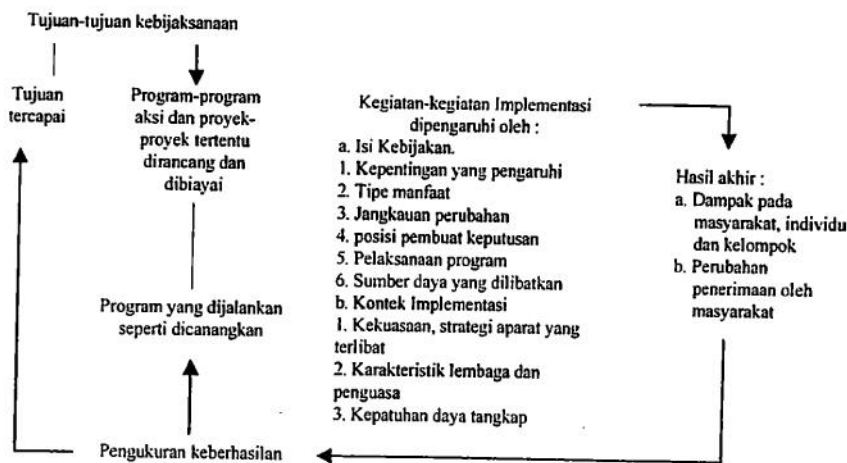 Tujuan-tujuan kebijaksanaan
Tujuan
tercapai
Program-program
aksi dan proyek-
proyek tertentu
dirancang dan
dibiayai
Program yang dijalankan
seperti dicanangkan
Kegiatan-kegiatan Implementasi
dipengaruhi oleh :
a. Isi Kebijakan.
1. Kepentingan yang pengaruhi
2. Tipe manfaat
3. Jangkauan perubahan
4. posisi pembuat keputusan
5. Pelaksanaan program
6. Sumber daya yang dilibatkan
b. Kontek Implementasi
1. Kekuasaan, strategi aparat yang
terlibat
2. Karakteristik lembaga dan
penguasa
3. Kepatuhan daya tangkap
Hasil akhir :
a. Dampak pada
masyarakat, individu
dan kelompok
b. Perubahan
penerimaan oleh
masyarakat
Pengukuran keberhasilan